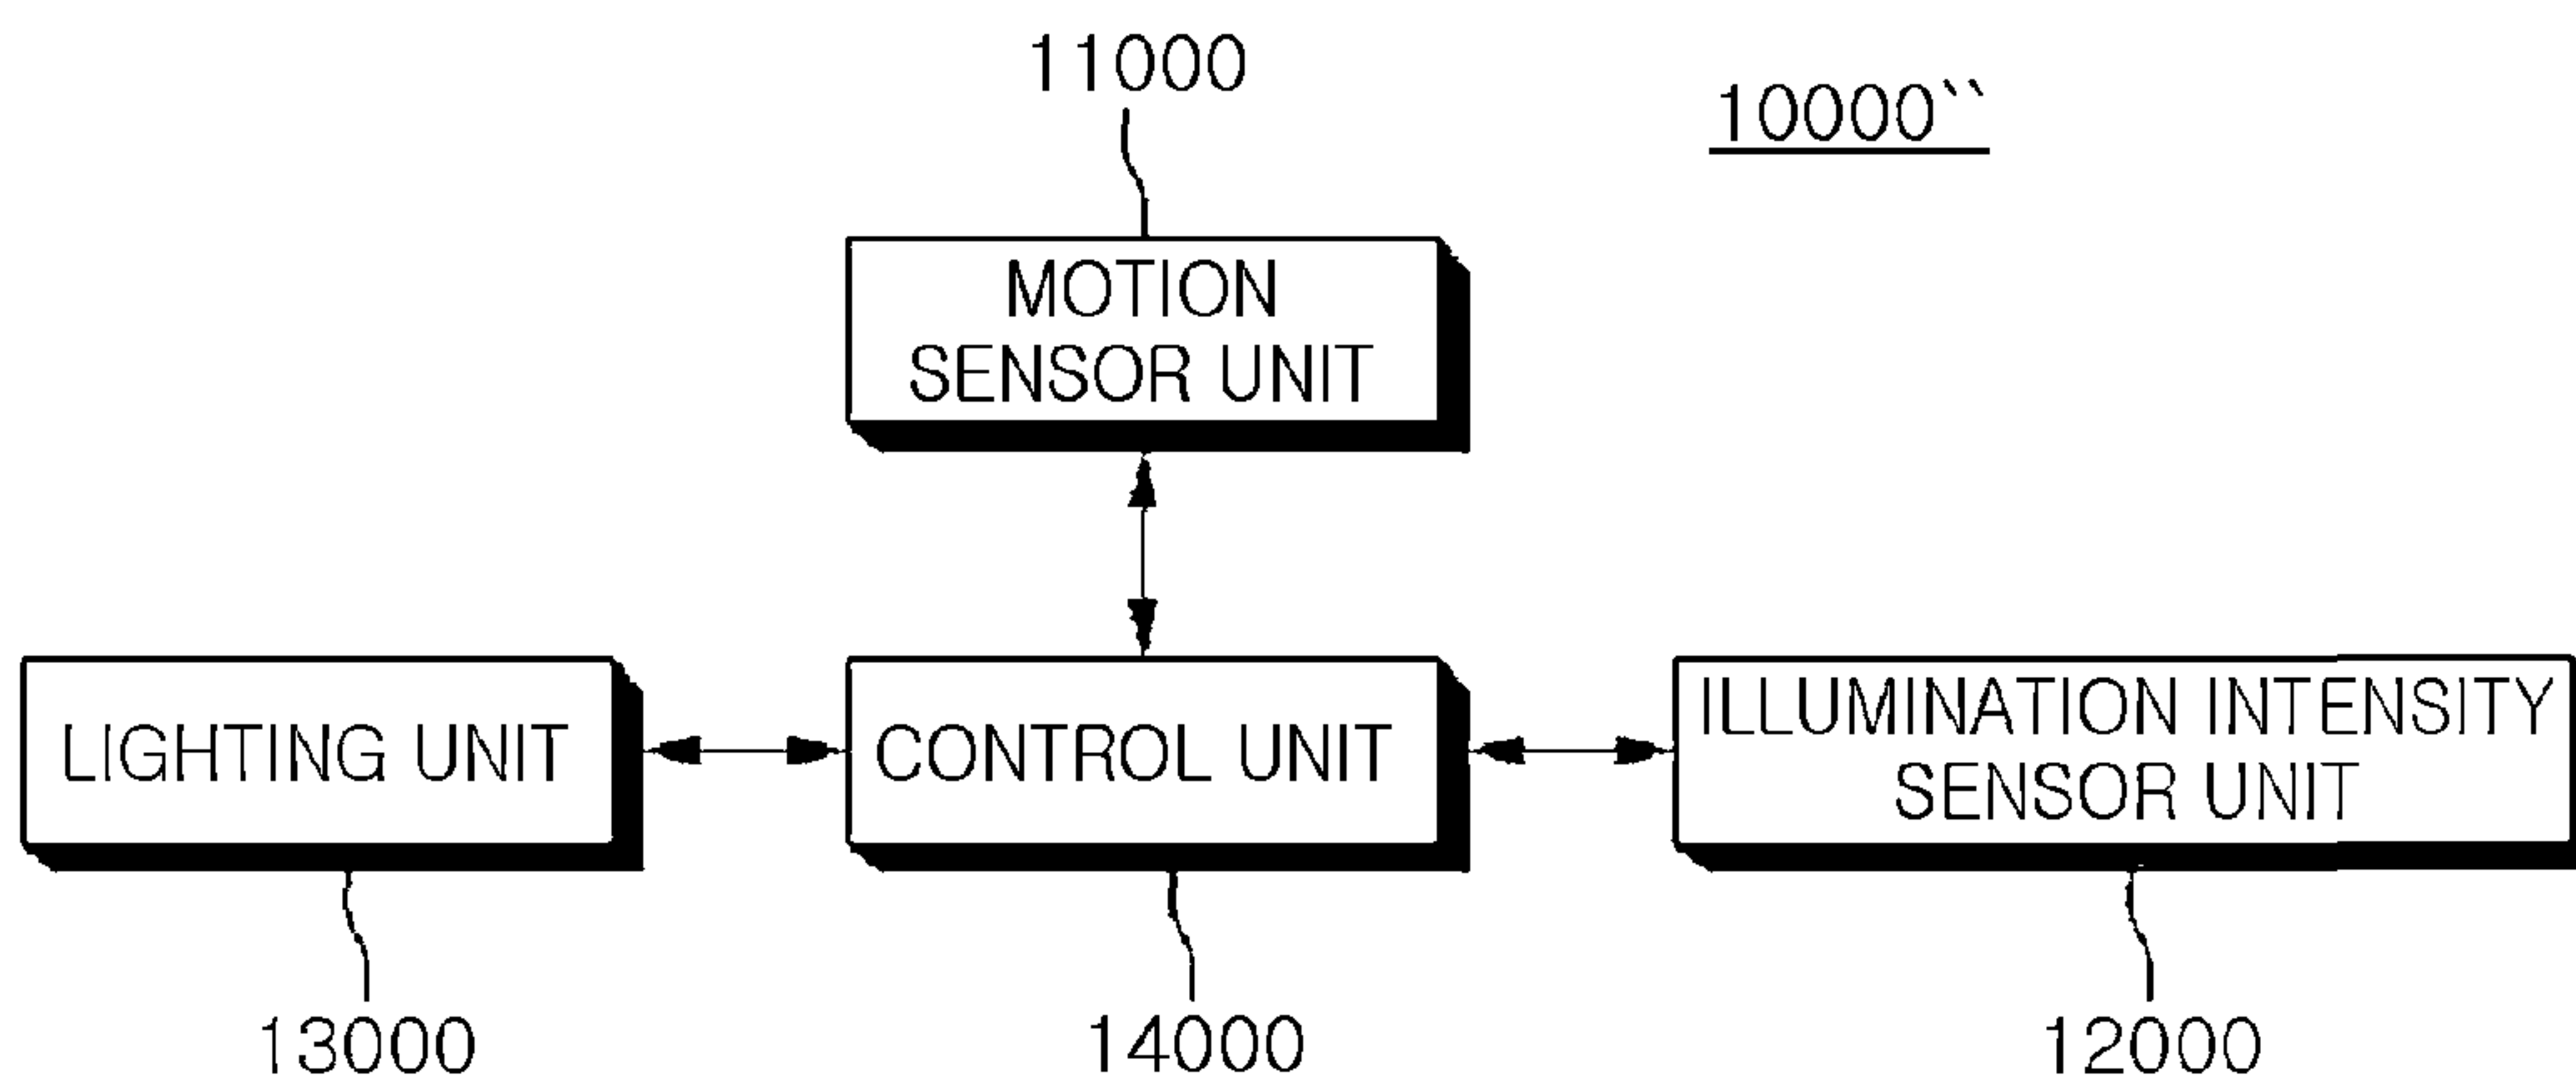 11000
10000``
MOTION
SENSOR UNIT
LIGHTING UNIT
CONTROL UNIT
ILLUMINATION INTENSITY
SENSOR UNIT
13000
14000
12000